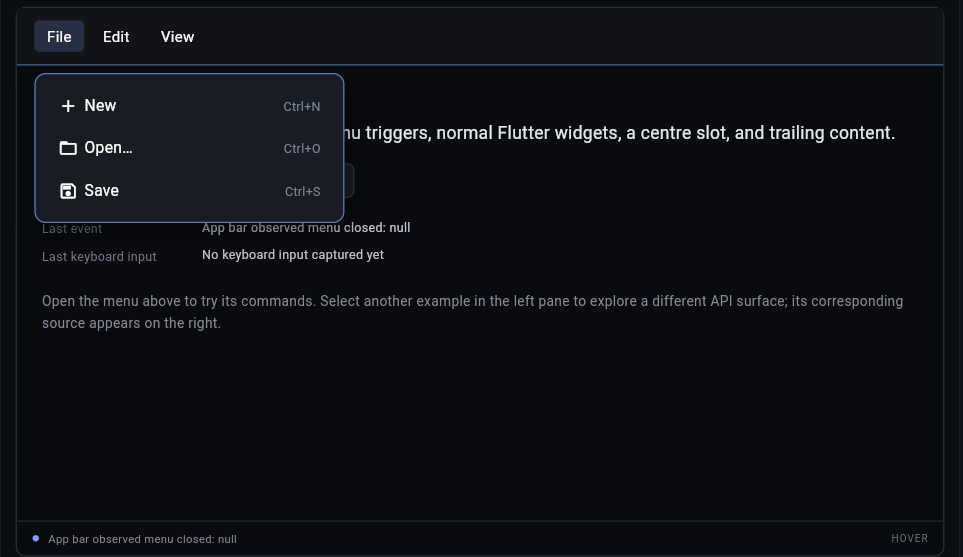 File Edit View
New Ctrl+N
triggers, normal Flutter widgets, a centre slot, and trailing content.
Open... Ctrl+O
Save Ctrl+S
Last event App bar observed menu closed: null
Last keyboard input No keyboard input captured yet
Open the menu above to try its commands. Select another example in the left pane to explore a different API surface; its corresponding
source appears on the right.
App bar observed menu closed: null HOVER